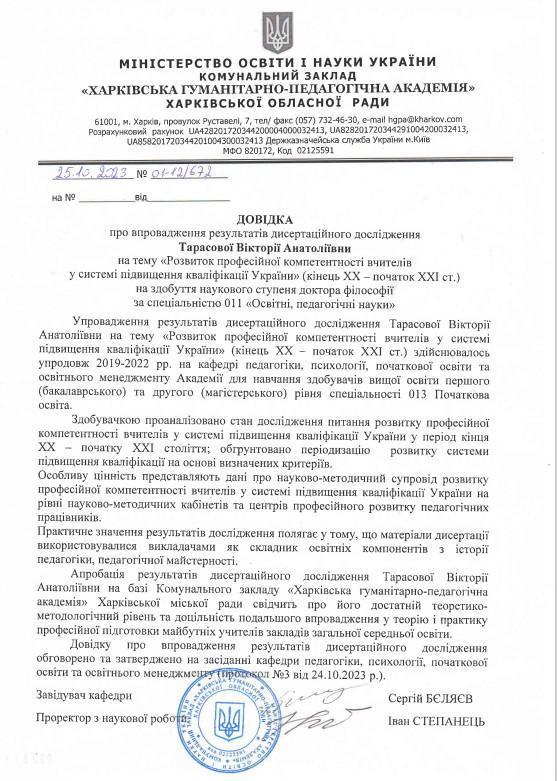 МІНІСТЕРСТВО ОСВІТИ І НАУКИ УКРАЇНИ
КОМУНАЛЬНИЙ ЗАКЛАД
«ХАРКІВСЬКА ГУМАНІТАРНО-ПЕДАГОГІЧНА АКАДЕМІЯ»
ХАРКІВСЬКОЇ ОБЛАСНОЇ РАДИ
61001, м. Харків, провулок Руставелі, 7, тел/ факс (057) 732-46-30, e-mail hgpa@kharkov.com
Розрахунковий рахунок UA428201720344200004000032413, UA828201720344291004200032413,
UA858201720344201004300032413 Держказначейська служба України м.Київ
МФО 820172, Код 02125591
25.10.2023 № 01-12/672
на № від
ДОВІДКА
про впровадження результатів дисертаційного дослідження
Тарасової Вікторії Анатоліївни
на тему «Розвиток професійної компетентності вчителів
у системі підвищення кваліфікації України» (кінець ХХ – початок ХХІ ст.)
на здобуття наукового ступеня доктора філософії
за спеціальністю 011 «Освітні, педагогічні науки»
Упровадження результатів дисертаційного дослідження Тарасової Вікторії
Анатоліївни на тему «Розвиток професійної компетентності вчителів у системі
підвищення кваліфікації України» (кінець ХХ – початок ХХІ ст.) здійснювалось
упродовж 2019-2022 рр. на кафедрі педагогіки, психології, початкової освіти та
освітнього менеджменту Академії для навчання здобувачів вищої освіти першого
(бакалаврського) та другого (магістерського) рівня спеціальності 013 Початкова
освіта.
Здобувачкою проаналізовано стан дослідження питання розвитку професійної
компетентності вчителів у системі підвищення кваліфікації України у період кінця
ХХ – початку ХХІ століття; обґрунтовано періодизацію розвитку системи
підвищення кваліфікації на основі визначених критеріїв.
Особливу цінність представляють дані про науково-методичний супровід розвитку
професійної компетентності вчителів у системі підвищення кваліфікації України на
рівні науково-методичних кабінетів та центрів професійного розвитку педагогічних
працівників.
Практичне значення результатів дослідження полягає у тому, що матеріали дисертації
використовувалися викладачами як складник освітніх компонентів з історії
педагогіки, педагогічної майстерності.
Апробація результатів дисертаційного дослідження Тарасової Вікторії
Анатоліївни на базі Комунального закладу «Харківська гуманітарно-педагогічна
академія» Харківської міської ради свідчить про його достатній теоретико-
методологічний рівень та доцільність подальшого впровадження у теорію і практику
професійної підготовки майбутніх учителів закладів загальної середньої освіти.
Довідку про впровадження результатів дисертаційного дослідження
обговорено та затверджено на засіданні кафедри педагогіки, психології, початкової
освіти та освітнього менеджменту (протокол №3 від 24.10.2023 р.).
Завідувач кафедри Сергій БЄЛЯЄВ
Проректор з наукової роботи Іван СТЕПАНЕЦЬ